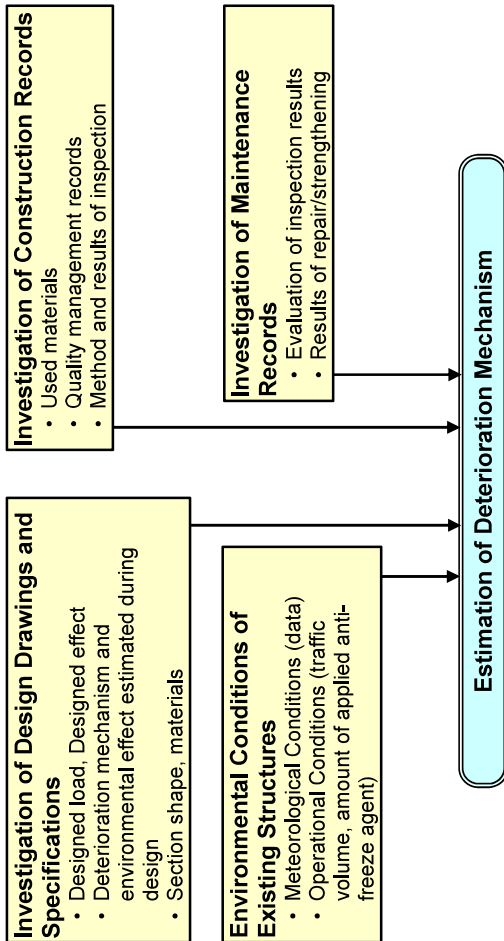 Investigation of Design Drawings and
Specifications
• Designed load, Designed effect
• Deterioration mechanism and
environmental effect estimated during
design
• Section shape, materials
Investigation of Construction Records
• Used materials
• Quality management records
• Method and results of inspection
Environmental Conditions of
Existing Structures
• Meteorological Conditions (data)
• Operational Conditions (traffic
volume, amount of applied anti-
freeze agent)
Investigation of Maintenance
Records
• Evaluation of inspection results
• Results of repair/strengthening
Estimation of Deterioration Mechanism